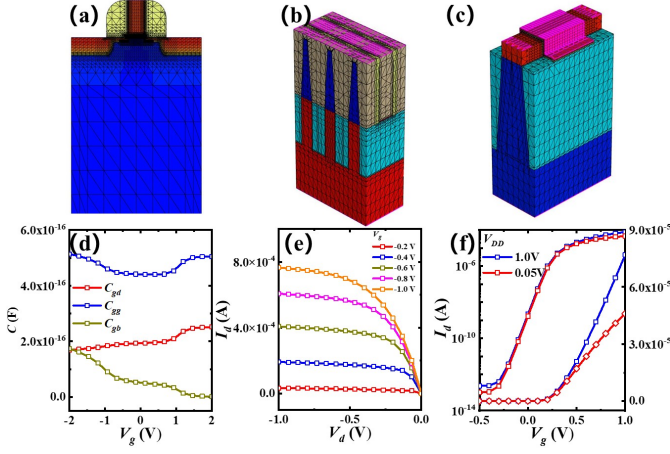 (a)
(b)
(c)
(d)
6.0x10⁻¹⁶
4.0x10⁻¹⁶
2.0x10⁻¹⁶
0.0
C (F)
C_gd
C_gg
C_gb
-2 -1 0 1 2
V_g (V)
(e)
8.0x10⁻⁴
4.0x10⁻⁴
0.0
I_d (A)
V_g
-0.2 V
-0.4 V
-0.6 V
-0.8 V
-1.0 V
-1.0 -0.5 0.0
V_d (V)
(f)
10⁻⁶
10⁻¹⁰
10⁻¹⁴
I_d (A)
V_DD
1.0V
0.05V
9.0x10⁻⁵
6.0x10⁻⁵
3.0x10⁻⁵
0.0
-0.5 0.0 0.5 1.0
V_g (V)